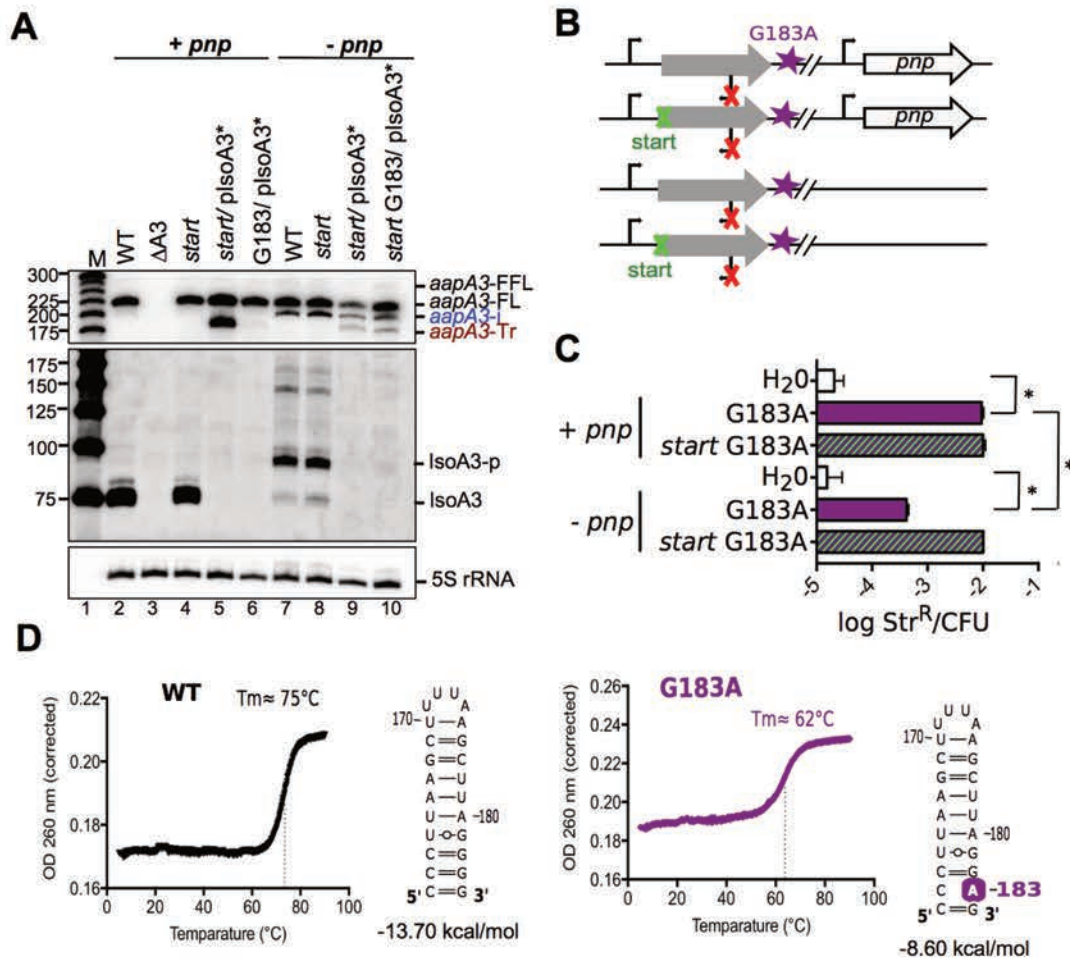 A
+ pnp - pnp
M
WT
ΔA3
start
start/ pIsoA3*
G183/ pIsoA3*
WT
start
start/ pIsoA3*
start G183/ pIsoA3*
300
225
200
175
aapA3-FFL
aapA3-FL
aapA3-i
aapA3-Tr
175
150
125
100
75
IsoA3-p
IsoA3
5S rRNA
1 2 3 4 5 6 7 8 9 10
B
G183A
pnp
pnp
start
start
C
+ pnp
H20
G183A
start G183A
- pnp
H20
G183A
start G183A
*
*
*
-5 -4 -3 -2 -1
log StrR/CFU
D
WT
Tm≈ 75°C
OD 260 nm (corrected)
0.22
0.20
0.18
0.16
0 20 40 60 80 100
Temparature (°C)
U U
U A
170 U A
C G
G C
A U
A U
U A -180
U G
C G
C G
C G
5' 3'
-13.70 kcal/mol
G183A
Tm≈ 62°C
OD 260 nm (corrected)
0.26
0.24
0.22
0.20
0.18
0.16
0 20 40 60 80 100
Temparature (°C)
U U
U A
170 U A
C G
G C
A U
A U
U A -180
U G
C G
C A -183
C G
5' 3'
-8.60 kcal/mol